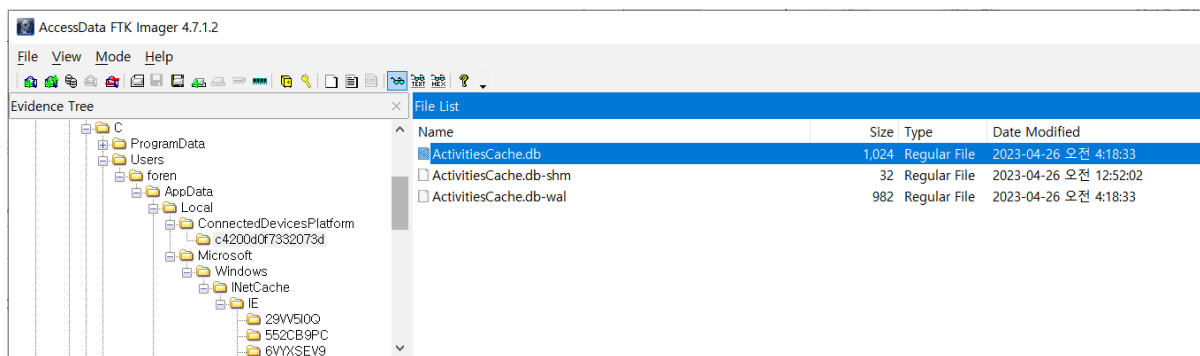 AccessData FTK Imager 4.7.1.2
File View Mode Help
TEXT HEX
Evidence Tree
C
ProgramData
Users
foren
AppData
Local
ConnectedDevicesPlatform
c4200d0f7332073d
Microsoft
Windows
INetCache
IE
29VV5I0Q
552CB9PC
6VYXSEV9
File List
Name Size Type Date Modified
ActivitiesCache.db 1,024 Regular File 2023-04-26 오전 4:18:33
ActivitiesCache.db-shm 32 Regular File 2023-04-26 오전 12:52:02
ActivitiesCache.db-wal 982 Regular File 2023-04-26 오전 4:18:33